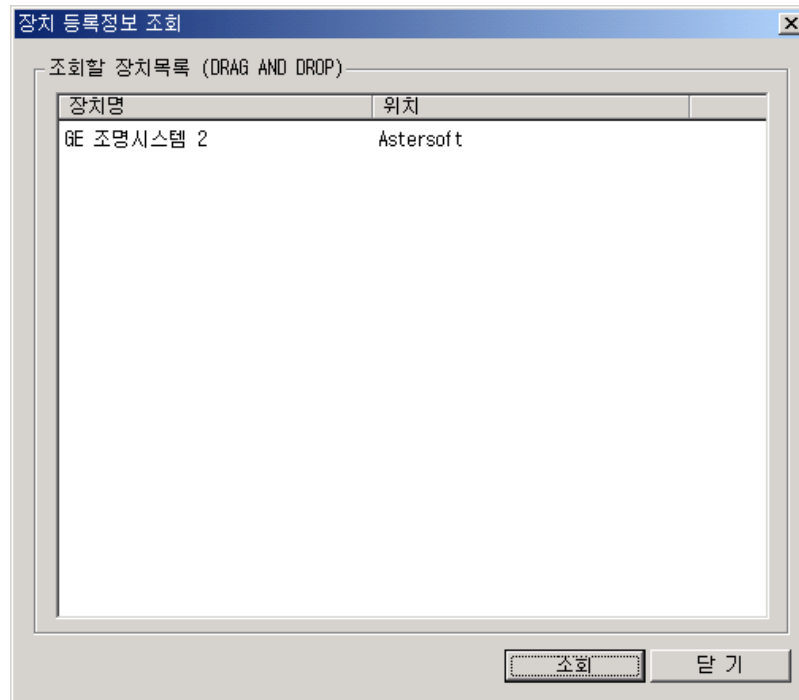 장치 등록정보 조회
조회할 장치목록 (DRAG AND DROP)
장치명 위치
GE 조명시스템 2 Astersoft
조회 닫 기